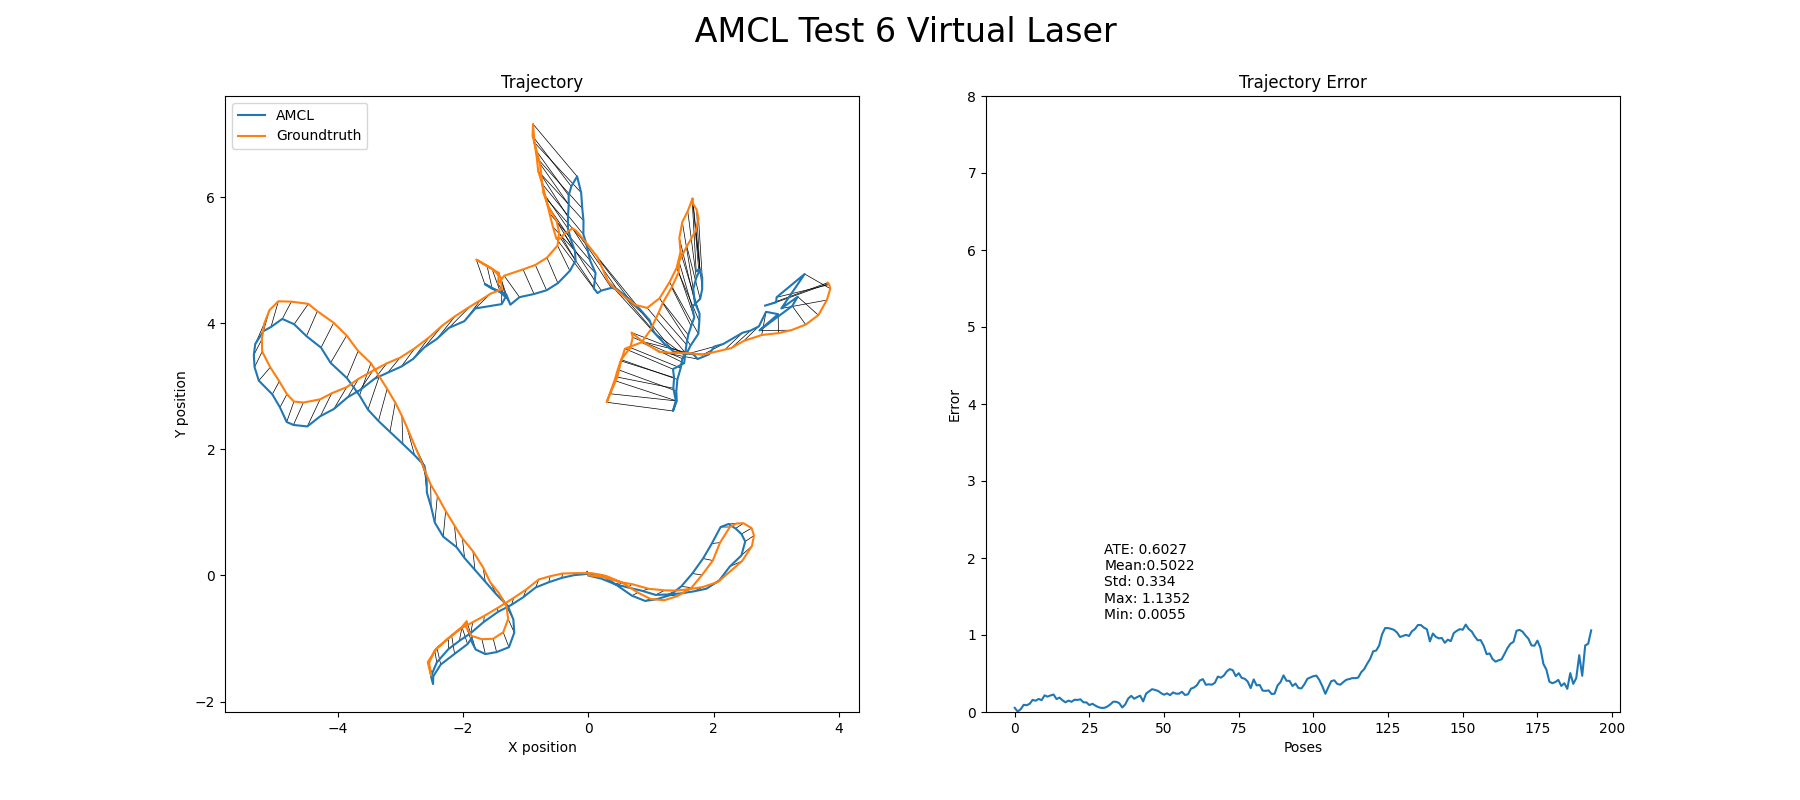 AMCL Test 6 Virtual Laser
Trajectory
AMCL
Groundtruth
6
4
2
0
−2
Y position
−4
−2
0
2
4
X position
Trajectory Error
8
7
6
5
4
3
2
1
0
Error
ATE: 0.6027
Mean:0.5022
Std: 0.334
Max: 1.1352
Min: 0.0055
0
25
50
75
100
125
150
175
200
Poses